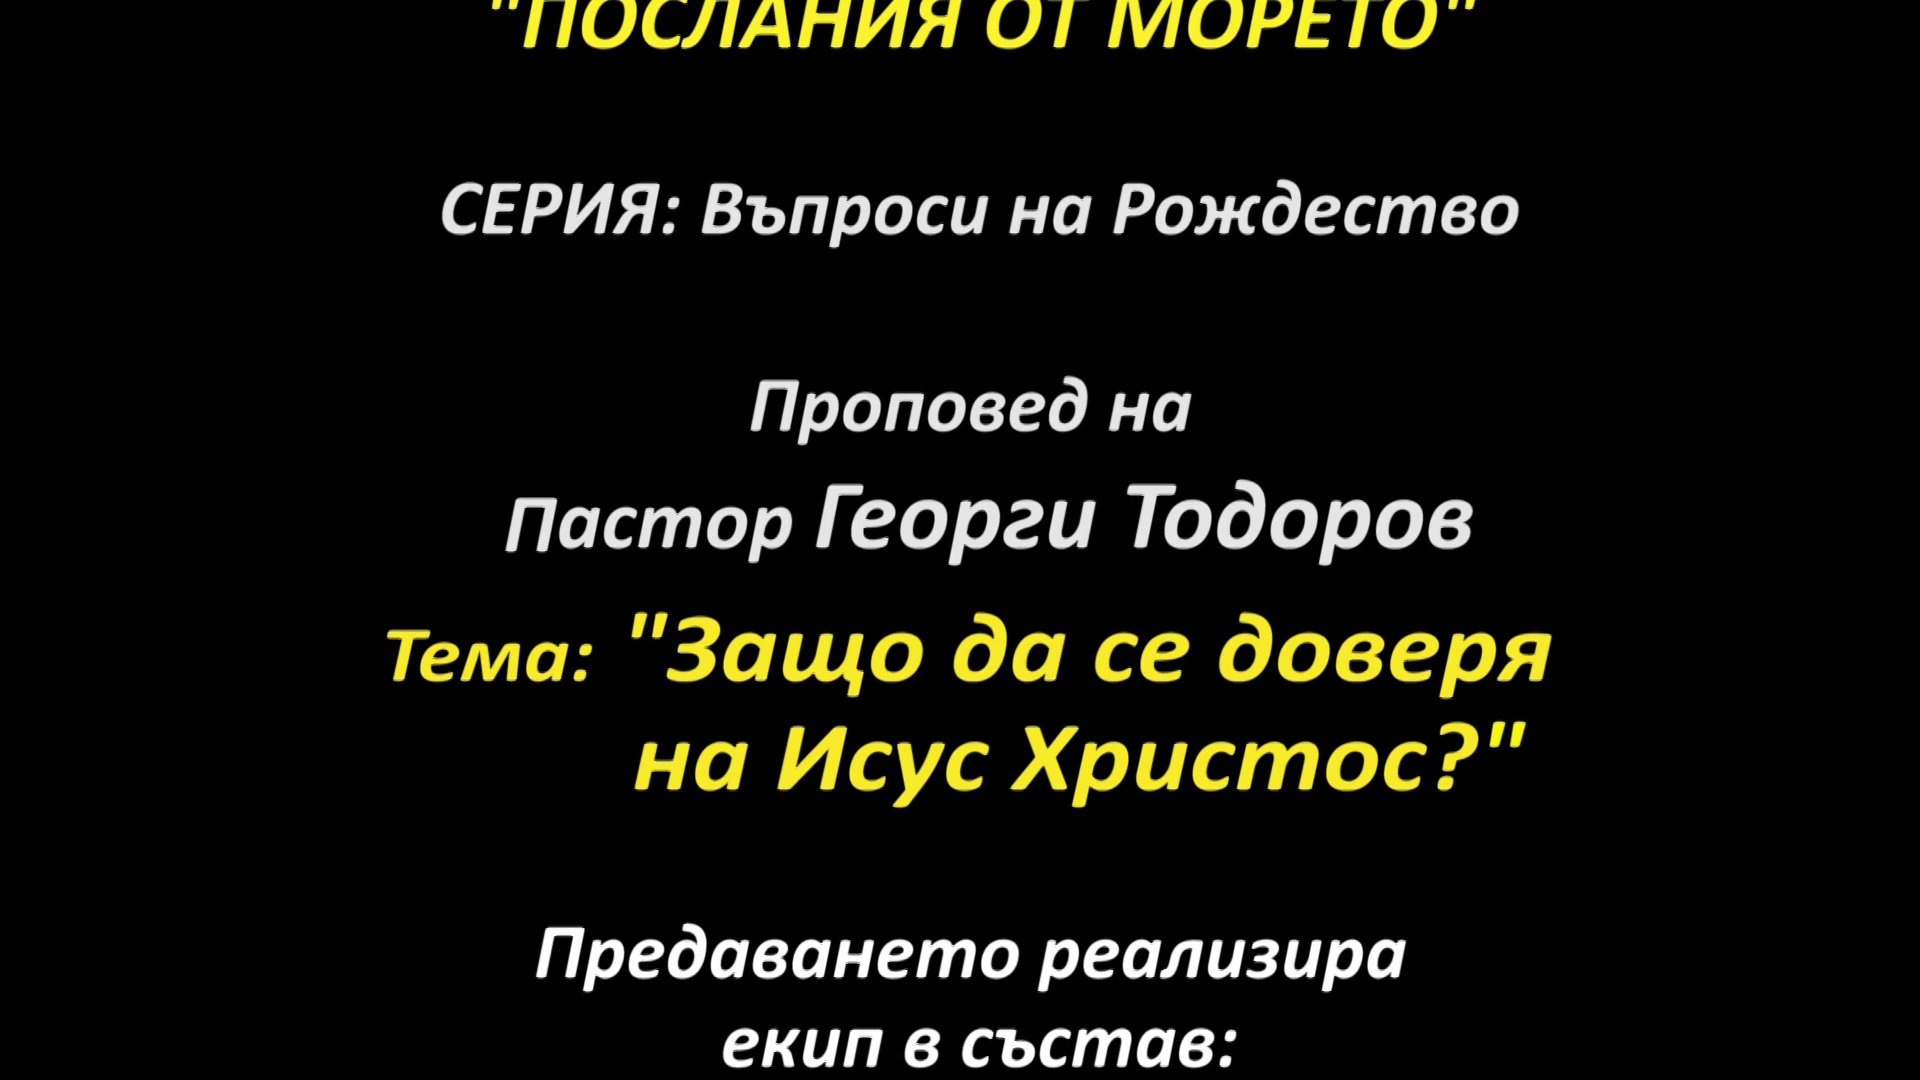 "ПОСЛАНИЯ ОТ МОРЕТО"
СЕРИЯ: Въпроси на Рождество
Проповед на
Пастор Георги Тодоров
Тема: "Защо да се доверя
на Исус Христос?"
Предаването реализира
екип в състав: